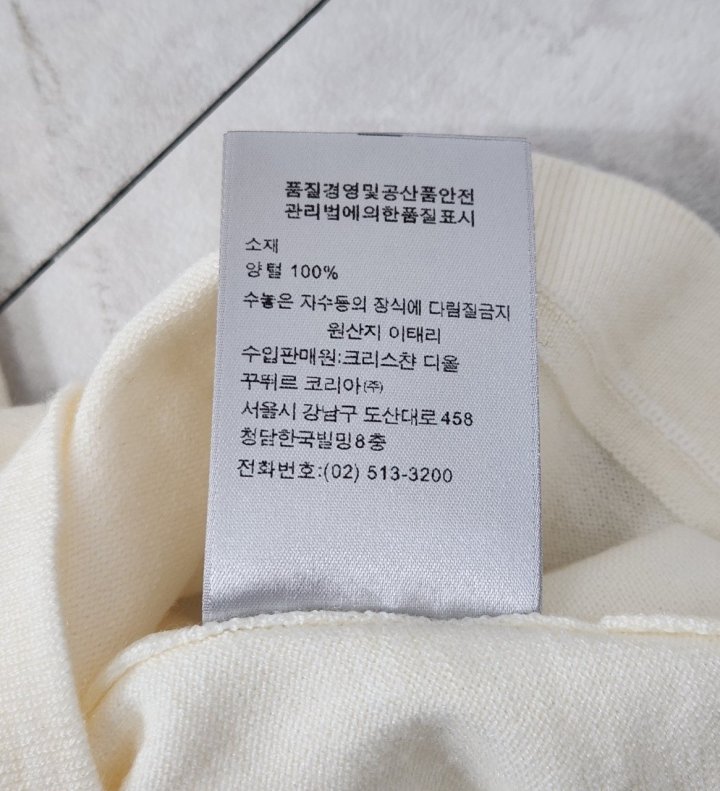 품질경영및공산품안전
관리법에의한품질표시
소재
양 털 100%
수놓은 자수등의 장식에 다림질금지
원산지 이태리
수입판매원:크리스챤 디올
꾸뛰르 코리아㈜
서울시 강남구 도산대로 458
청담한국빌딩8층
전화번호:(02) 513-3200